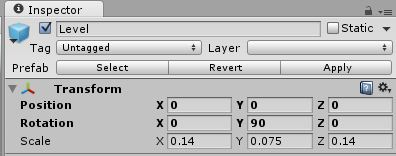 Inspector
Level Static
Tag Untagged Layer
Prefab Select Revert Apply
Transform
Position X 0 Y 0 Z 0
Rotation X 0 Y 90 Z 0
Scale X 0.14 Y 0.075 Z 0.14